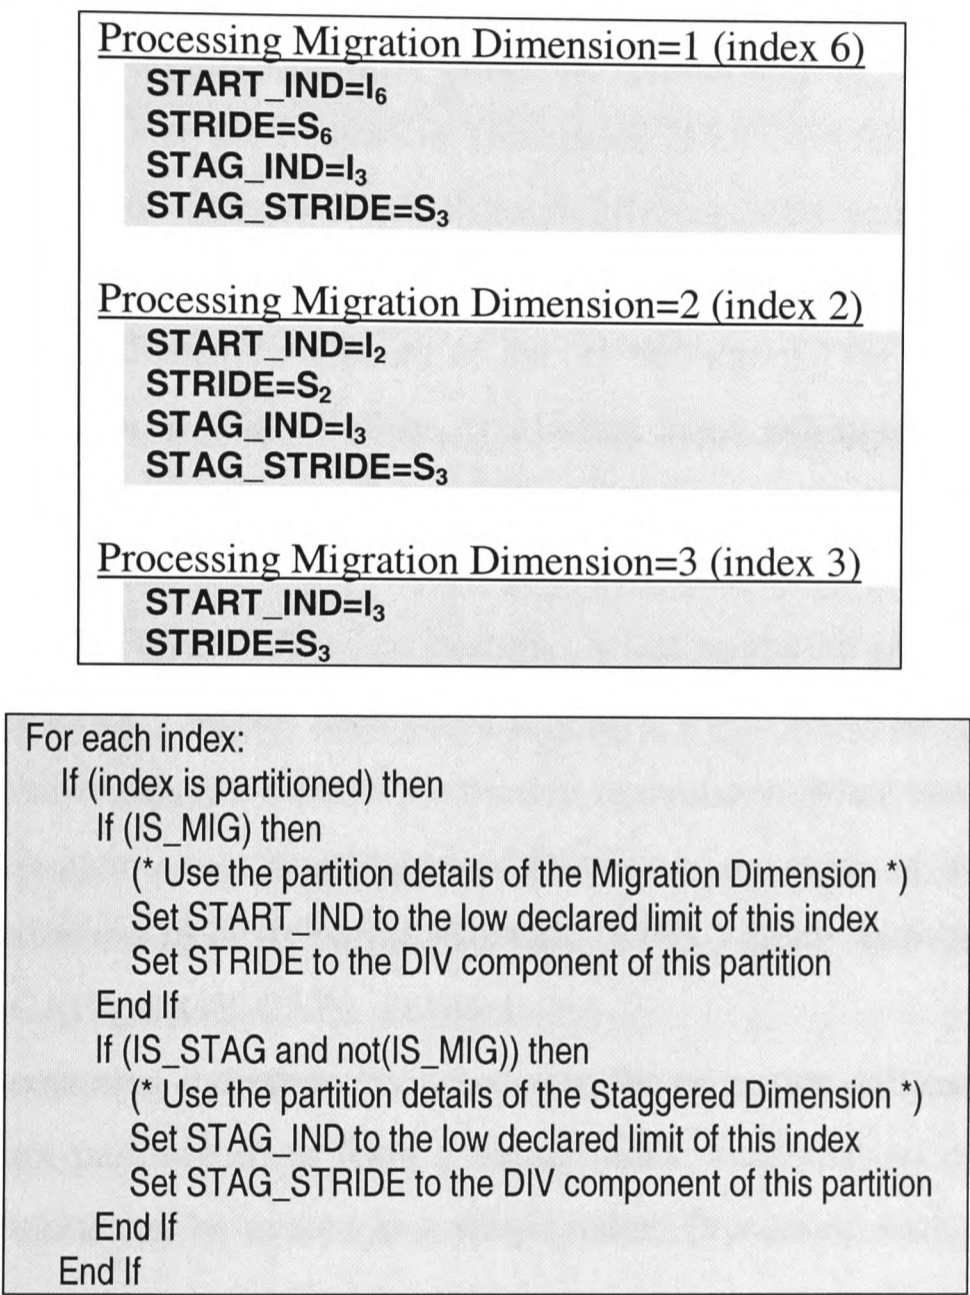 Processing Migration Dimension=1 (index 6)
START_IND=I₆
STRIDE=S₆
STAG_IND=I₃
STAG_STRIDE=S₃
Processing Migration Dimension=2 (index 2)
START_IND=I₂
STRIDE=S₂
STAG_IND=I₃
STAG_STRIDE=S₃
Processing Migration Dimension=3 (index 3)
START_IND=I₃
STRIDE=S₃
For each index:
If (index is partitioned) then
If (IS_MIG) then
(* Use the partition details of the Migration Dimension *)
Set START_IND to the low declared limit of this index
Set STRIDE to the DIV component of this partition
End If
If (IS_STAG and not(IS_MIG)) then
(* Use the partition details of the Staggered Dimension *)
Set STAG_IND to the low declared limit of this index
Set STAG_STRIDE to the DIV component of this partition
End If
End If